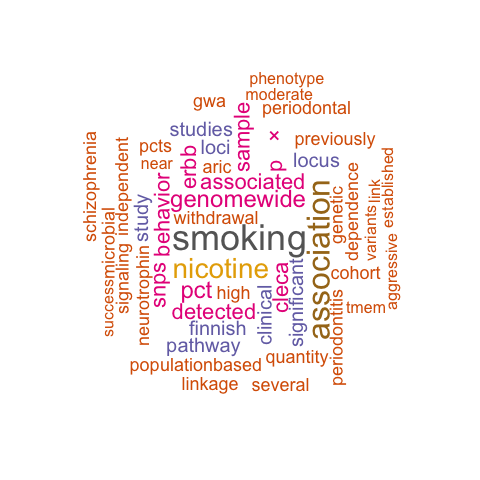 phenotype
moderate
gwa
periodontal
sample
×
studies
previously
pcts
loci
erbb
near
aric
p
locus
schizophrenia
independent
associated
genomewide
behavior
study
withdrawal
smoking
association
genetic
dependence
variants
link
established
aggressive
microbial
success
signaling
neurotrophin
snps
nicotine
pct
high
cleca
significant
clinical
cohort
detected
tmem
finnish
pathway
periodontitis
quantity
populationbased
linkage
several